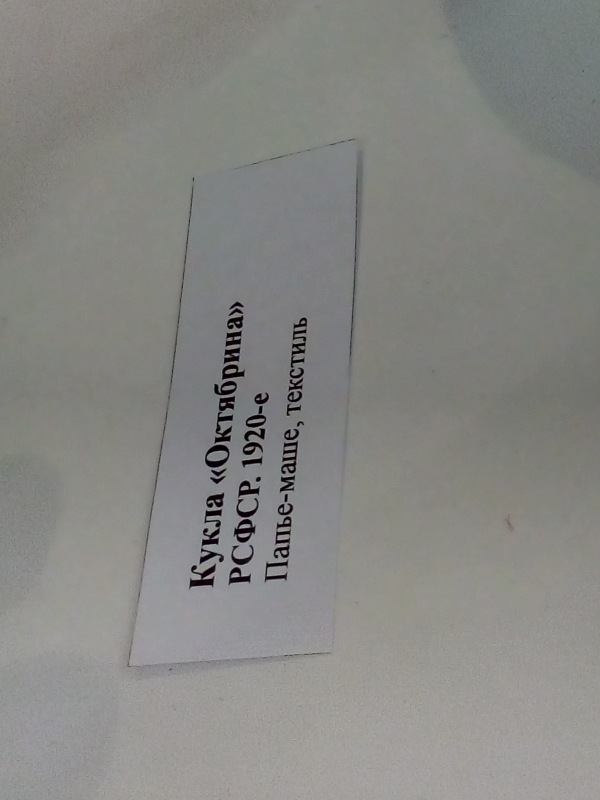 Кукла «Октябрина»
РСФСР. 1920-е
Папье-маше, текстиль